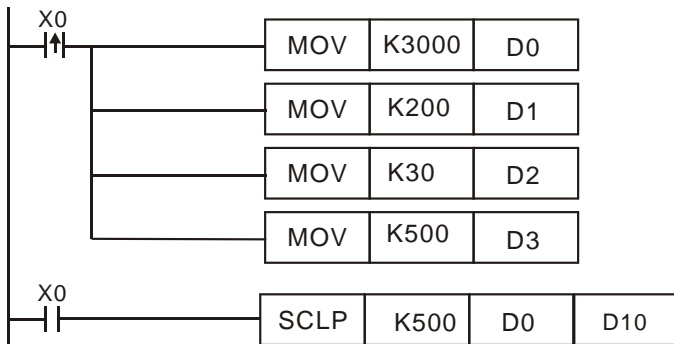 X0
MOV K3000 D0
MOV K200 D1
MOV K30 D2
MOV K500 D3
X0
SCLP K500 D0 D10